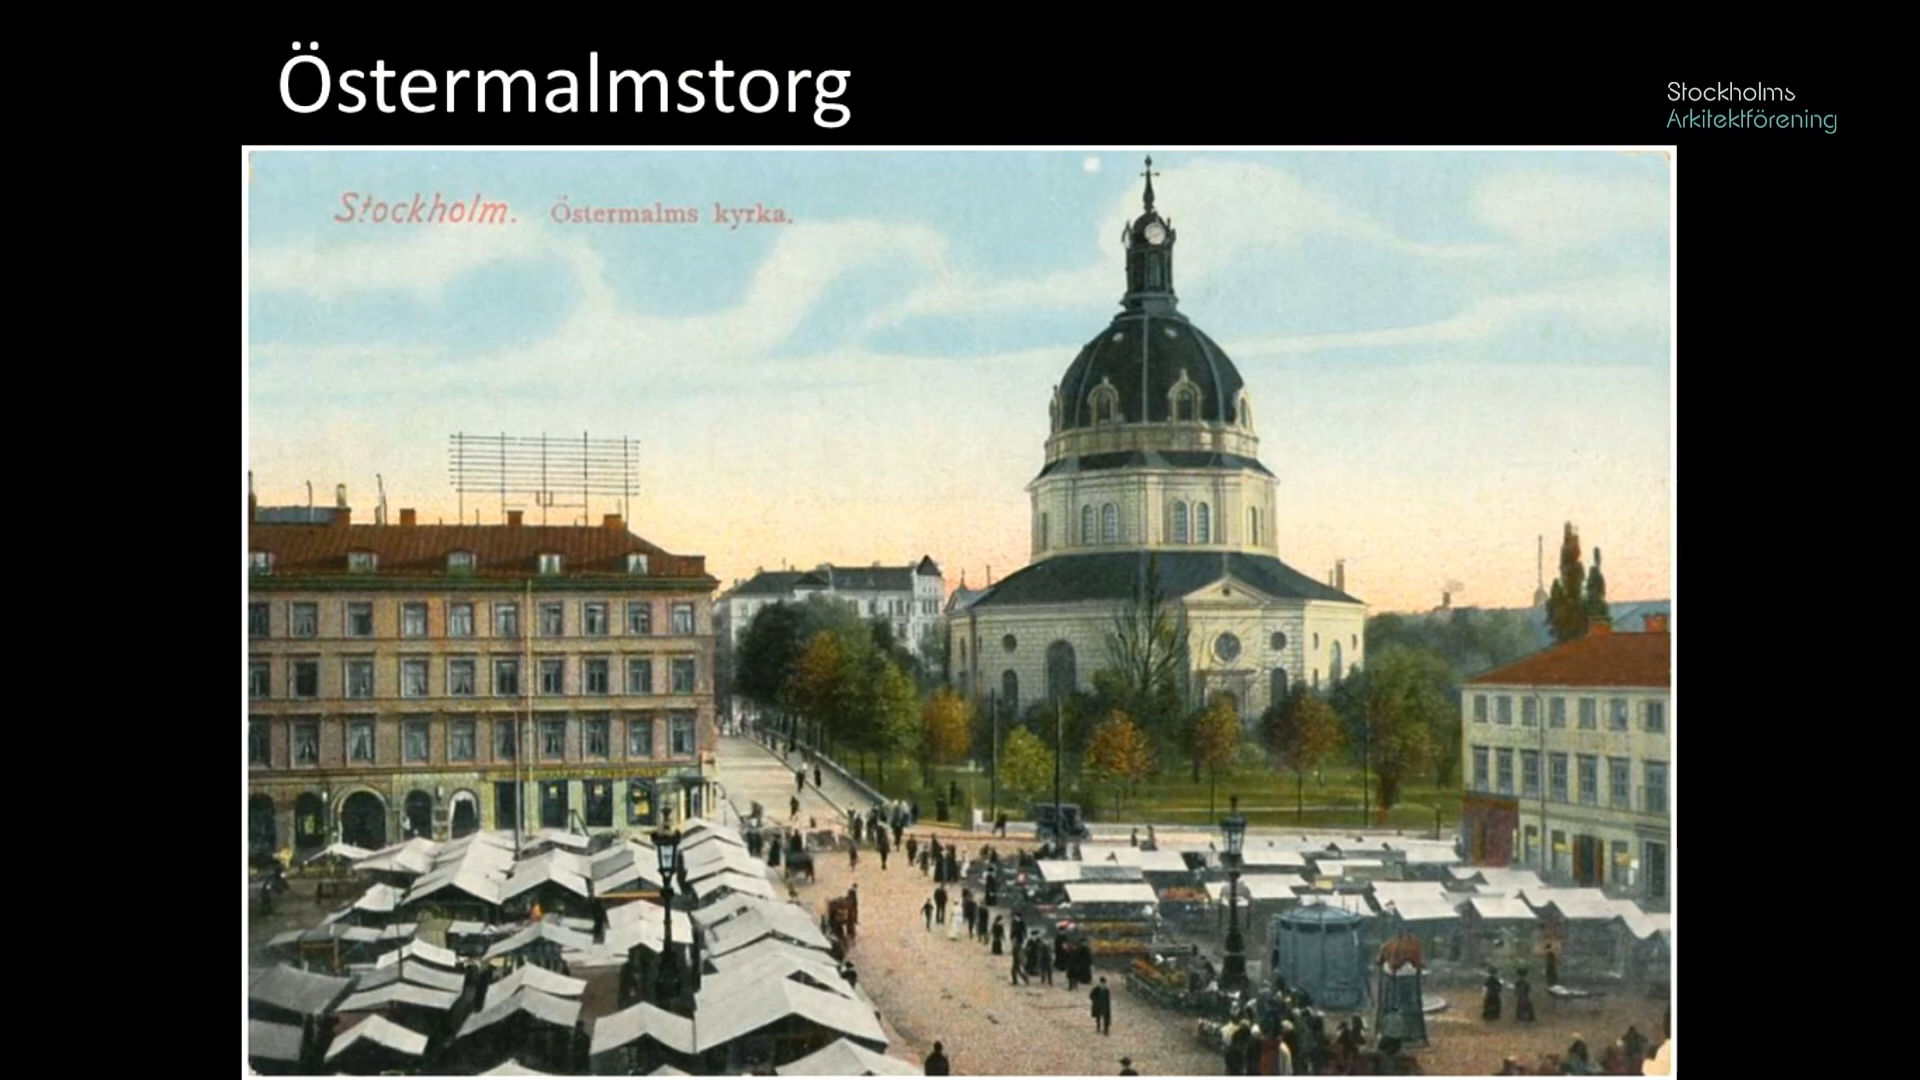 Östermalmstorg
Stockholms
Arkitektförening
Stockholm. Östermalms kyrka.